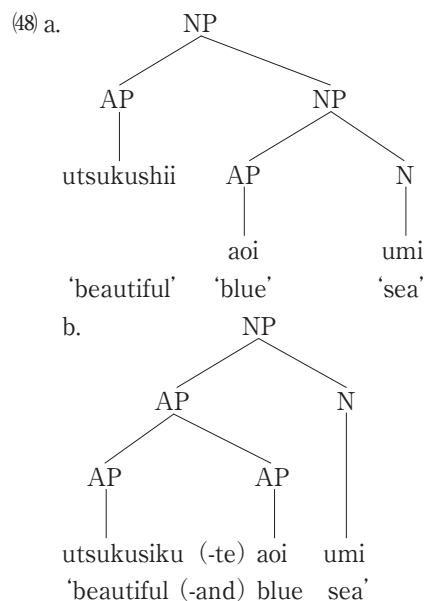 (48) a. NP
AP NP
utsukushii AP N
aoi umi
‘beautiful’ ‘blue’ ‘sea’
b. NP
AP N
AP AP
utsukusiku (-te) aoi umi
‘beautiful (-and) blue sea’